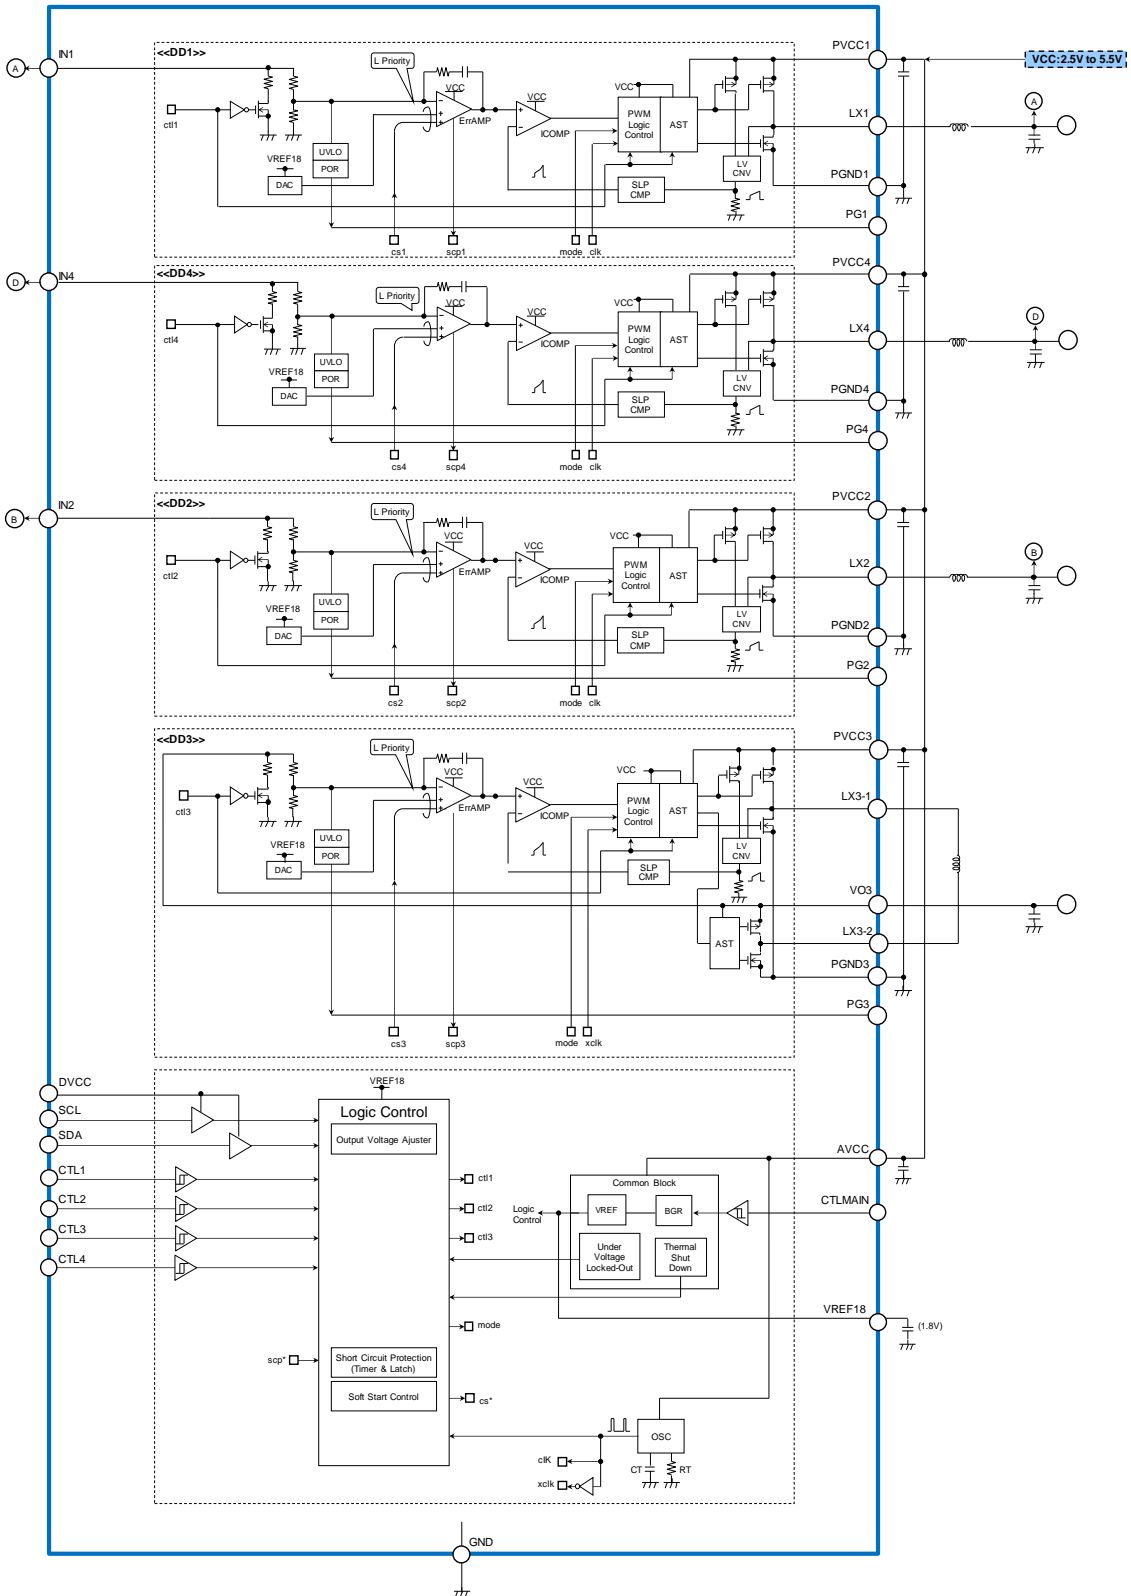 IN1
<<DD1>>
PVCC1
VCC:2.5V to 5.5V
A
L Priority
VCC
VCC
VCC
ctl1
ErrAMP
ICOMP
PWM
Logic
Control
AST
A
LX1
UVLO
POR
VREF18
DAC
LV
CNV
SLP
CMP
PGND1
PG1
cs1
scp1
mode
clk
IN4
<<DD4>>
PVCC4
D
L Priority
VCC
VCC
VCC
ctl4
ErrAMP
ICOMP
PWM
Logic
Control
AST
D
LX4
UVLO
POR
VREF18
DAC
LV
CNV
SLP
CMP
PGND4
PG4
cs4
scp4
mode
clk
IN2
<<DD2>>
PVCC2
B
L Priority
VCC
VCC
VCC
ctl2
ErrAMP
ICOMP
PWM
Logic
Control
AST
B
LX2
UVLO
POR
VREF18
DAC
LV
CNV
SLP
CMP
PGND2
PG2
cs2
scp2
mode
clk
<<DD3>>
PVCC3
L Priority
VCC
VCC
VCC
ctl3
ErrAMP
ICOMP
PWM
Logic
Control
AST
LX3-1
UVLO
POR
VREF18
DAC
LV
CNV
SLP
CMP
VO3
LX3-2
AST
PGND3
PG3
cs3
scp3
mode
xclk
DVCC
SCL
SDA
CTL1
CTL2
CTL3
CTL4
VREF18
Logic Control
Output Voltage Ajuster
ctl1
ctl2
ctl3
mode
scp*
Short Circuit Protection
(Timer & Latch)
Soft Start Control
cs*
AVCC
Common Block
Logic
Control
VREF
BGR
CTLMAIN
Under
Voltage
Locked-Out
Thermal
Shut
Down
VREF18
(1.8V)
OSC
clK
xclk
CT
RT
GND